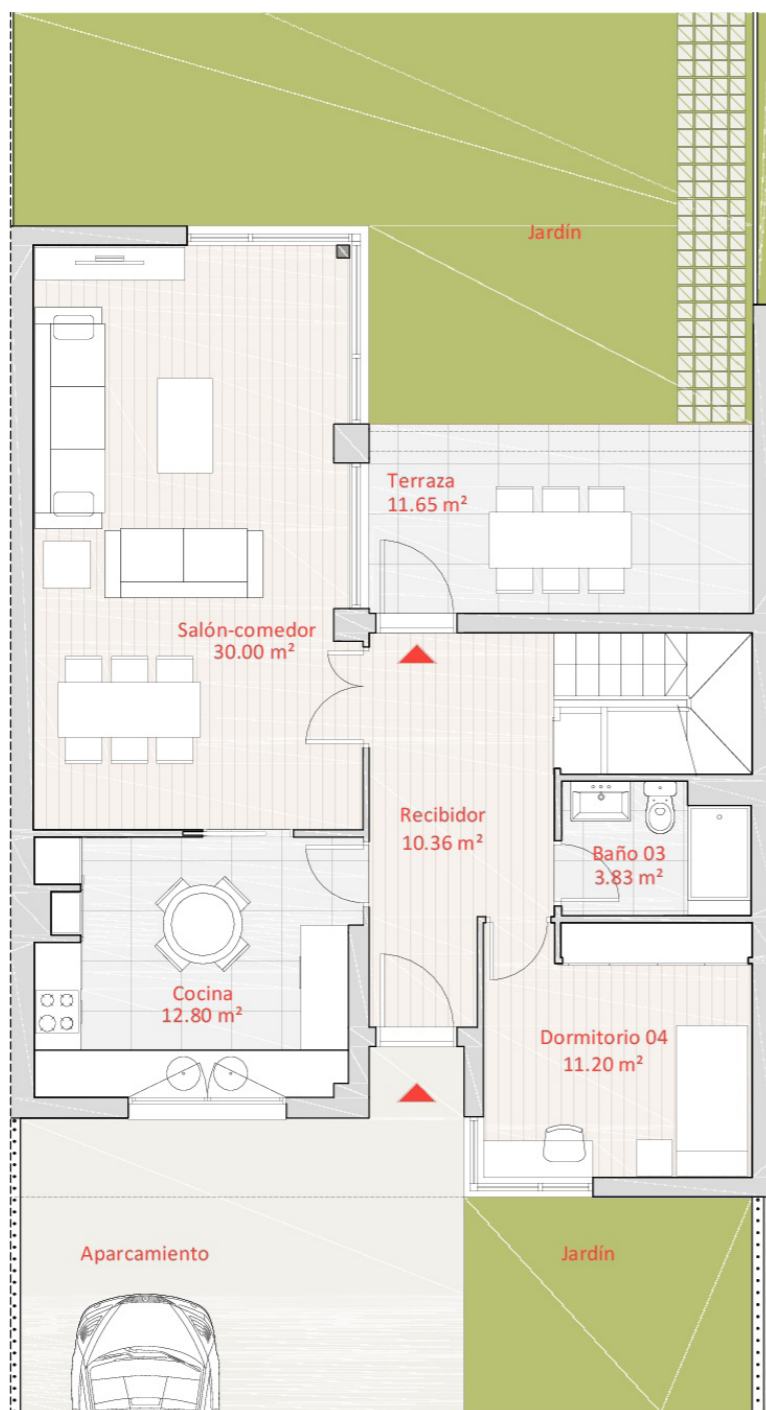 Jardín
Terraza
11.65 m²
Salón-comedor
30.00 m²
Recibidor
10.36 m²
Baño 03
3.83 m²
Cocina
12.80 m²
Dormitorio 04
11.20 m²
Aparcamiento
Jardín